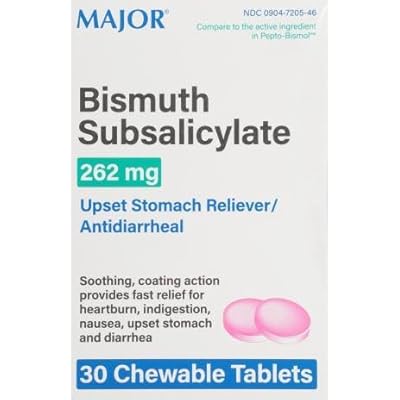 MAJOR®
NDC 0904-7205-46
Compare to the active ingredient
in Pepto-Bismol™*
Bismuth
Subsalicylate
262 mg
Upset Stomach Reliever/
Antidiarrheal
Soothing, coating action
provides fast relief for
heartburn, indigestion,
nausea, upset stomach
and diarrhea
30 Chewable Tablets